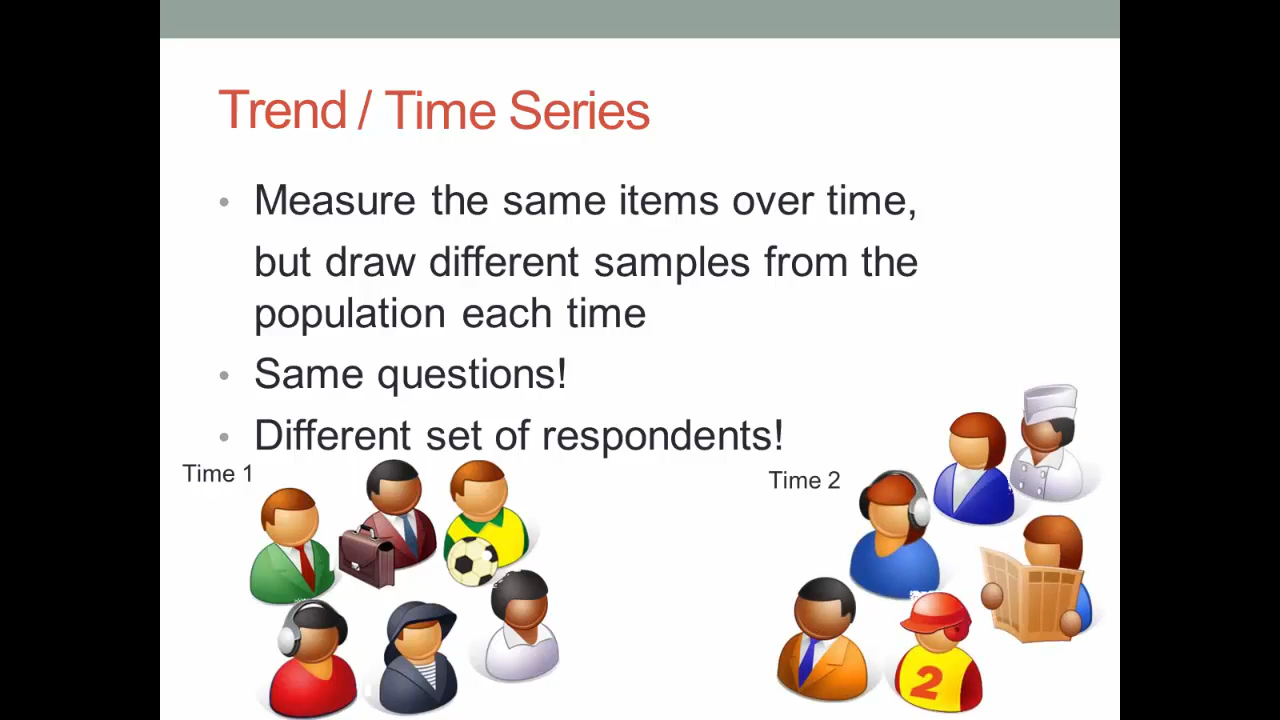 Trend / Time Series
• Measure the same items over time,
but draw different samples from the
population each time
• Same questions!
• Different set of respondents!
Time 1
Time 2
2